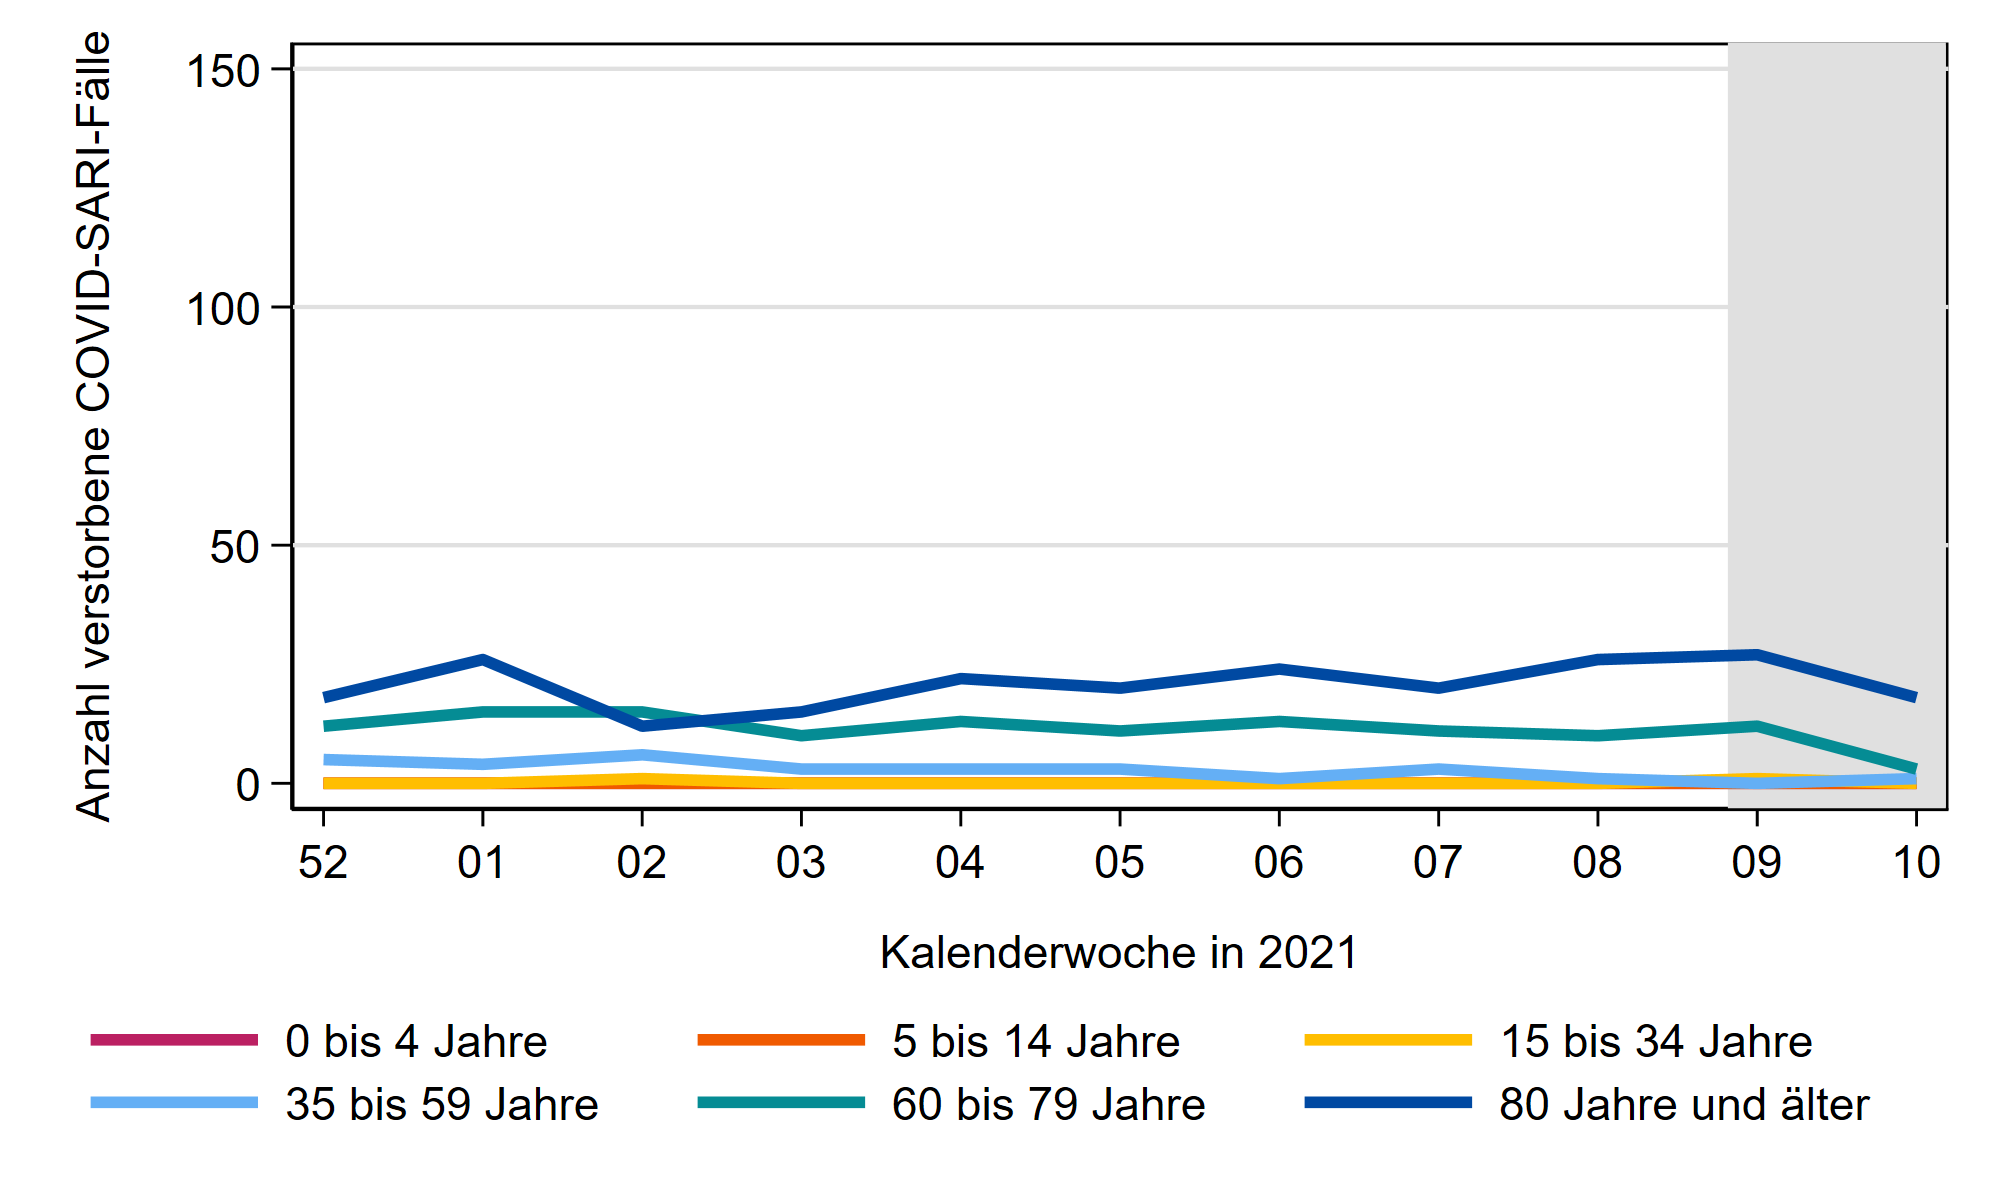 Anzahl verstorbene COVID-SARI-Fälle
150
100
50
0
52 01 02 03 04 05 06 07 08 09 10
Kalenderwoche in 2021
0 bis 4 Jahre 5 bis 14 Jahre 15 bis 34 Jahre
35 bis 59 Jahre 60 bis 79 Jahre 80 Jahre und älter